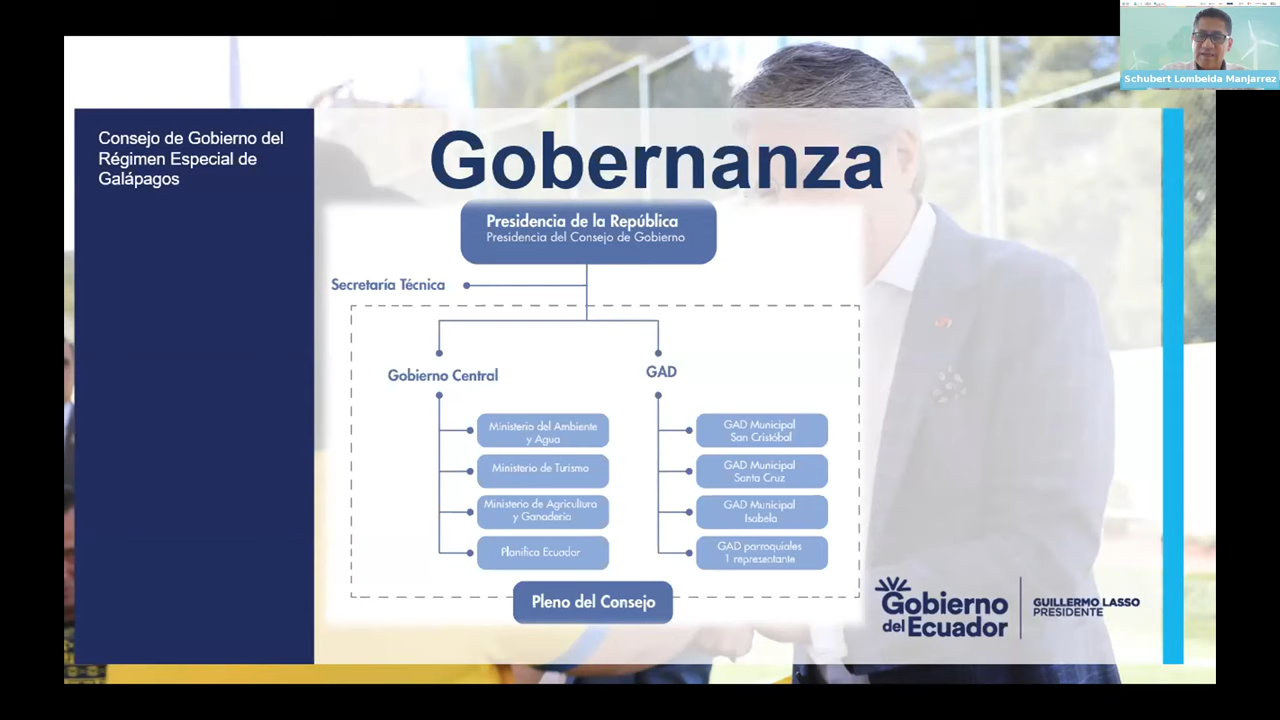 Schubert Lombeida Manjarrez
Consejo de Gobierno del
Régimen Especial de
Galápagos
Gobernanza
Presidencia de la República
Presidencia del Consejo de Gobierno
Secretaría Técnica
Gobierno Central
GAD
Ministerio del Ambiente
y Agua
Ministerio de Turismo
Ministerio de Agricultura
y Ganadería
Planifica Ecuador
GAD Municipal
San Cristóbal
GAD Municipal
Santa Cruz
GAD Municipal
Isabela
GAD parroquiales
1 representante
Pleno del Consejo
Gobierno
del Ecuador
GUILLERMO LASSO
PRESIDENTE